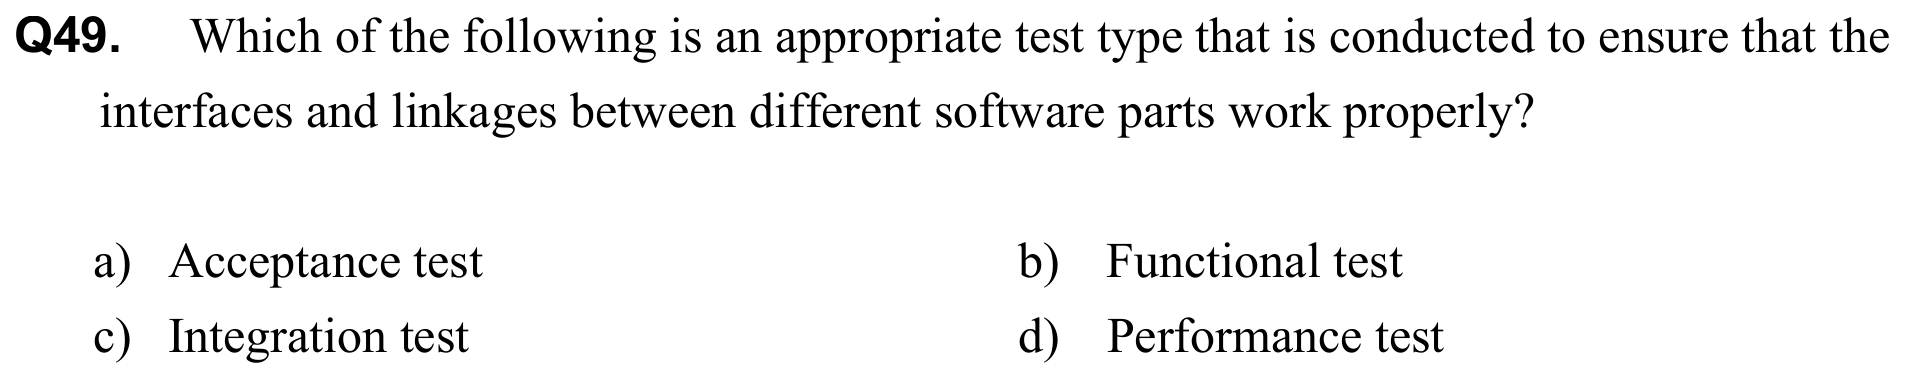 Q49. Which of the following is an appropriate test type that is conducted to ensure that the
interfaces and linkages between different software parts work properly?
a) Acceptance test b) Functional test
c) Integration test d) Performance test